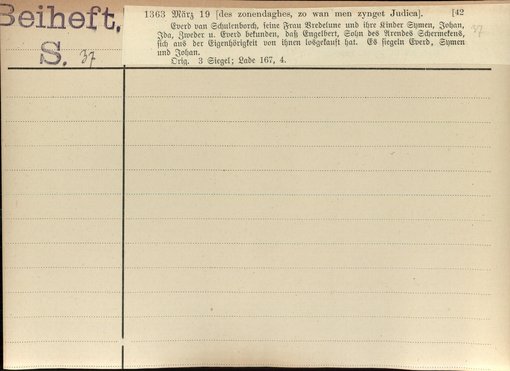 Beiheft,
S. 37
1363 März 19 [des zonendaghes, zo wan men zynget Judica]. [42
Everd van Schulenborch, seine Frau Vredelune und ihre Kinder Symen, Johan,
Ida, Zweder u. Everd bekunden, daß Engelbert, Sohn des Arendes Schermekens,
sich aus der Eigenhörigkeit von ihnen losgekauft hat. Es siegeln Everd, Symen
und Johan.
Orig. 3 Siegel; Lade 167, 4.
37